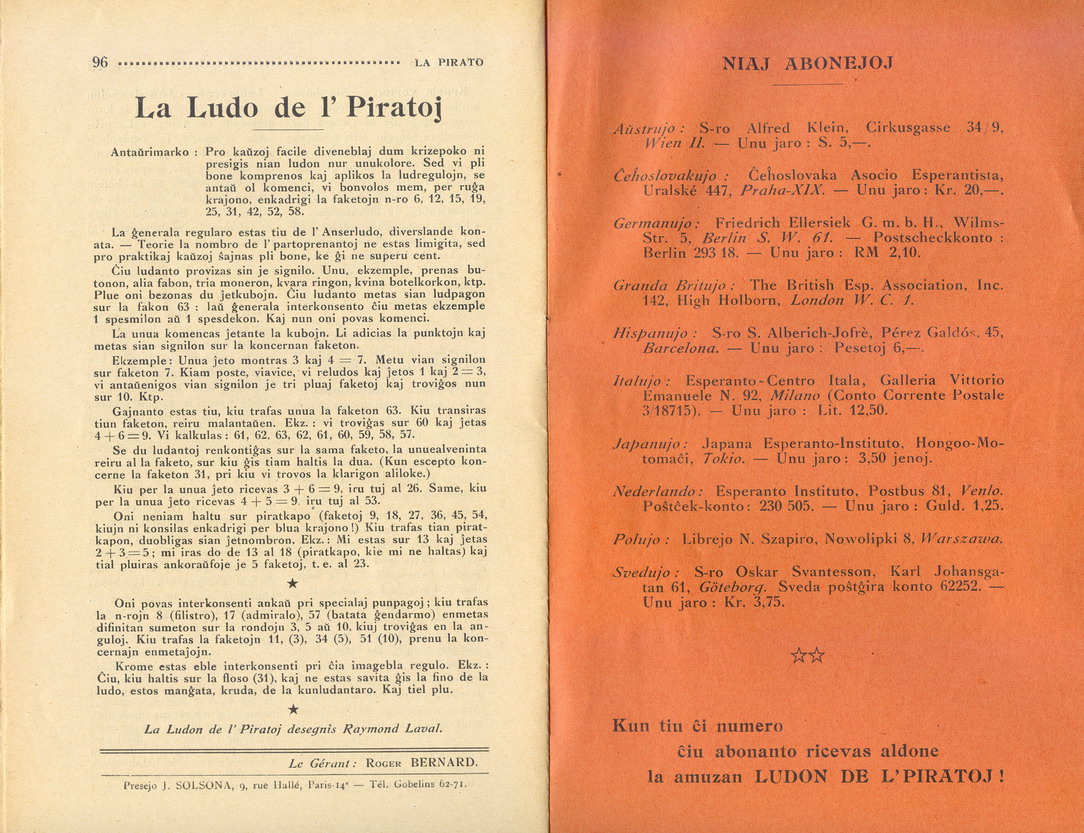 96 LA PIRATO
La Ludo de l' Piratoj
Antaŭrimarko : Pro kaŭzoj facile diveneblaj dum krizepoko ni
presigis nian ludon nur unukolore. Sed vi pli
bone komprenos kaj aplikos la ludregulojn, se
antaŭ ol komenci, vi bonvolos mem, per ruĝa
krajono, enkadrigi la faketojn n-ro 6, 12, 15, 19,
25, 31, 42, 52, 58.
La ĝenerala regularo estas tiu de l' Anserludo, diverslande kon-
ata. — Teorie la nombro de l' partoprenantoj ne estas limigita, sed
pro praktikaj kaŭzoj ŝajnas pli bone, ke ĝi ne superu cent.
Ĉiu ludanto provizas sin je signilo. Unu, ekzemple, prenas bu-
tonon, alia fabon, tria moneron, kvara ringon, kvina botelkorkon, ktp.
Plue oni bezonas du ĵetkubojn. Ĉiu ludanto metas sian ludpagon
sur la fakon 63 : laŭ ĝenerala interkonsento ĉiu metas ekzemple
1 spesmilon aŭ 1 spesdekon. Kaj nun oni povas komenci.
La unua komencas ĵetante la kubojn. Li adicias la punktojn kaj
metas sian signilon sur la koncernan faketon.
Ekzemple : Unua ĵeto montras 3 kaj 4 = 7. Metu vian signilon
sur faketon 7. Kiam poste, viavice, vi reludos kaj ĵetos 1 kaj 2 = 3,
vi antaŭenigos vian signilon je tri pluaj faketoj kaj troviĝos nun
sur 10. Ktp.
Gajnanto estas tiu, kiu trafas unua la faketon 63. Kiu transiras
tiun faketon, reiru malantaŭen. Ekz. : vi troviĝas sur 60 kaj ĵetas
4 + 6 = 9. Vi kalkulas : 61, 62. 63, 62, 61, 60, 59, 58, 57.
Se du ludantoj renkontiĝas sur la sama faketo, la unuealveninta
reiru al la faketo, sur kiu ĝis tiam haltis la dua. (Kun escepto kon-
cerne la faketon 31, pri kiu vi trovos la klarigon aliloke.)
Kiu per la unua ĵeto ricevas 3 + 6 = 9, iru tuj al 26. Same, kiu
per la unua ĵeto ricevas 4 + 5 = 9. iru tuj al 53.
Oni neniam haltu sur piratkapo (faketoj 9, 18, 27, 36, 45, 54,
kiujn ni konsilas enkadrigi per blua krajono !) Kiu trafas tian pirat-
kapon, duobligas sian ĵetnombron. Ekz. : Mi estas sur 13 kaj ĵetas
2 + 3 = 5 ; mi iras do de 13 al 18 (piratkapo, kie mi ne haltas) kaj
tial pluiras ankoraŭfoje je 5 faketoj, t. e. al 23.
★
Oni povas interkonsenti ankaŭ pri specialaj punpagoj ; kiu trafas
la n-rojn 8 (filistro), 17 (admiralo), 57 (batata ĝendarmo) enmetas
difinitan sumeton sur la rondojn 3, 5 aŭ 10, kiuj troviĝas en la an-
guloj. Kiu trafas la faketojn 11, (3), 34 (5), 51 (10), prenu la kon-
cernajn enmetaĵojn.
Krome estas eble interkonsenti pri ĉia imagebla regulo. Ekz. :
Ĉiu, kiu haltis sur la floso (31), kaj ne estas savita ĝis la fino de la
ludo, estos manĝata, kruda, de la kunludantaro. Kaj tiel plu.
★
La Ludon de l' Piratoj desegnis Raymond Laval.
Le Gérant : ROGER BERNARD.
Presejo J. SOLSONA, 9, rue Hallé, Paris-14e — Tél. Gobelins 62-71.
NIAJ ABONEJOJ
Aŭstrujo : S-ro Alfred Klein, Cirkusgasse 34/9,
Wien II. — Unu jaro : S. 5,—.
Ĉehoslovakujo : Ĉehoslovaka Asocio Esperantista,
Uralské 447, Praha-XIX. — Unu jaro : Kr. 20,—.
Germanujo : Friedrich Ellersiek G. m. b. H., Wilms-
Str. 5, Berlin S. W. 61. — Postscheckkonto :
Berlin 293 18. — Unu jaro : RM 2,10.
Granda Britujo : The British Esp. Association, Inc.
142, High Holborn, London W. C. 1.
Hispanujo : S-ro S. Alberich-Jofrè, Pérez Galdós, 45,
Barcelona. — Unu jaro : Pesetoj 6,—.
Italujo : Esperanto-Centro Itala, Galleria Vittorio
Emanuele N. 92, Milano (Conto Corrente Postale
3/18715). — Unu jaro : Lit. 12,50.
Japanujo : Japana Esperanto-Instituto, Hongoo-Mo-
tomaĉi, Tokio. — Unu jaro : 3,50 jenoj.
Nederlando : Esperanto Instituto, Postbus 81, Venlo.
Poŝtĉek-konto : 230 505. — Unu jaro : Guld. 1,25.
Polujo : Librejo N. Szapiro, Nowolipki 8, Warszawa.
Svedujo : S-ro Oskar Svantesson, Karl Johansga-
tan 61, Göteborg. Sveda poŝtĝira konto 62252. —
Unu jaro : Kr. 3,75.
☆☆
Kun tiu ĉi numero
ĉiu abonanto ricevas aldone
la amuzan LUDON DE L'PIRATOJ !